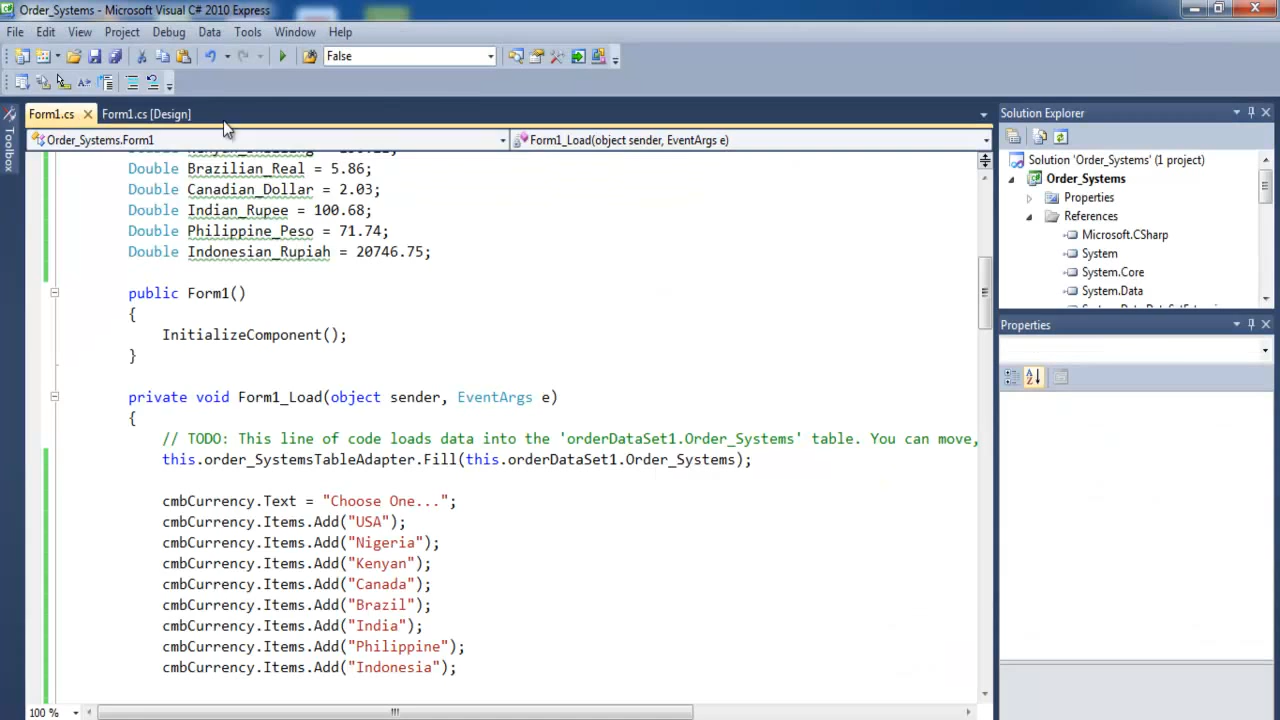 Order_Systems - Microsoft Visual C# 2010 Express
File Edit View Project Debug Data Tools Window Help
False
Form1.cs Form1.cs [Design]
Order_Systems.Form1 Form1_Load(object sender, EventArgs e)
Toolbox
Double Brazilian_Real = 5.86;
Double Canadian_Dollar = 2.03;
Double Indian_Rupee = 100.68;
Double Philippine_Peso = 71.74;
Double Indonesian_Rupiah = 20746.75;
public Form1()
{
InitializeComponent();
}
private void Form1_Load(object sender, EventArgs e)
{
// TODO: This line of code loads data into the 'orderDataSet1.Order_Systems' table. You can move,
this.order_SystemsTableAdapter.Fill(this.orderDataSet1.Order_Systems);
cmbCurrency.Text = "Choose One...";
cmbCurrency.Items.Add("USA");
cmbCurrency.Items.Add("Nigeria");
cmbCurrency.Items.Add("Kenyan");
cmbCurrency.Items.Add("Canada");
cmbCurrency.Items.Add("Brazil");
cmbCurrency.Items.Add("India");
cmbCurrency.Items.Add("Philippine");
cmbCurrency.Items.Add("Indonesia");
100 %
Solution Explorer
Solution 'Order_Systems' (1 project)
Order_Systems
Properties
References
Microsoft.CSharp
System
System.Core
System.Data
Properties